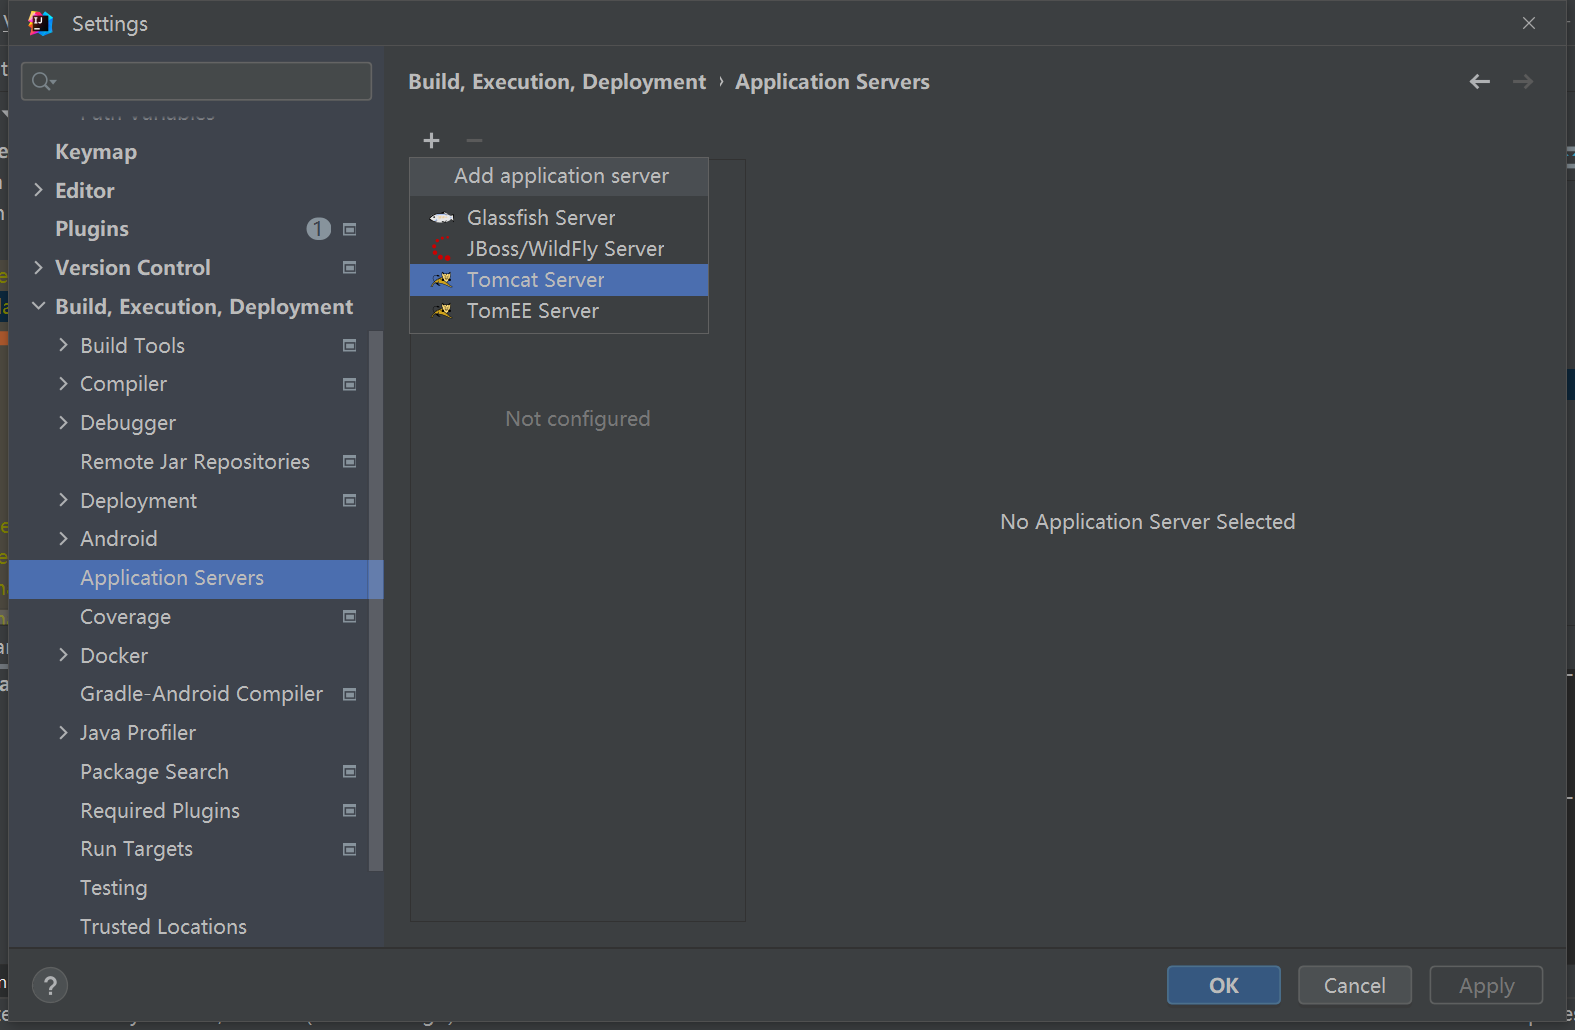 Settings
Build, Execution, Deployment › Application Servers
Path Variables
Keymap
Editor
Plugins 1
Version Control
Build, Execution, Deployment
Build Tools
Compiler
Debugger
Remote Jar Repositories
Deployment
Android
Application Servers
Coverage
Docker
Gradle-Android Compiler
Java Profiler
Package Search
Required Plugins
Run Targets
Testing
Trusted Locations
Add application server
Glassfish Server
JBoss/WildFly Server
Tomcat Server
TomEE Server
Not configured
No Application Server Selected
?
OK
Cancel
Apply